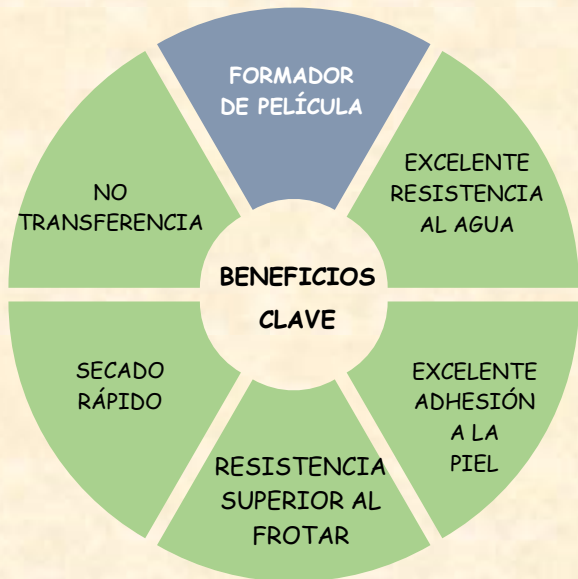 FORMADOR
DE PELÍCULA
EXCELENTE
RESISTENCIA
AL AGUA
EXCELENTE
ADHESIÓN
A LA
PIEL
RESISTENCIA
SUPERIOR AL
FROTAR
SECADO
RÁPIDO
NO
TRANSFERENCIA
BENEFICIOS
CLAVE